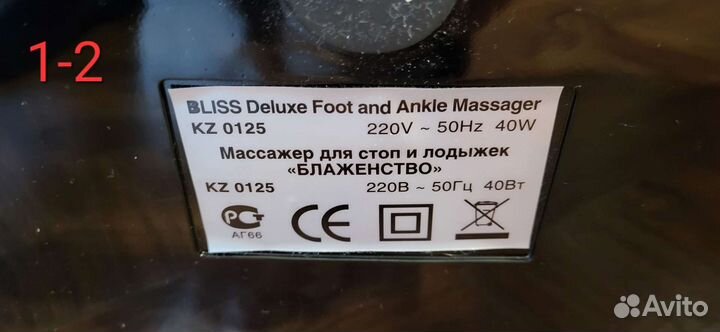 1-2
BLISS Deluxe Foot and Ankle Massager
KZ 0125 220V ~ 50Hz 40W
Массажер для стоп и лодыжек
«БЛАЖЕНСТВО»
KZ 0125 220В ~ 50Гц 40Вт
РСТ CE
АГ66
Avito